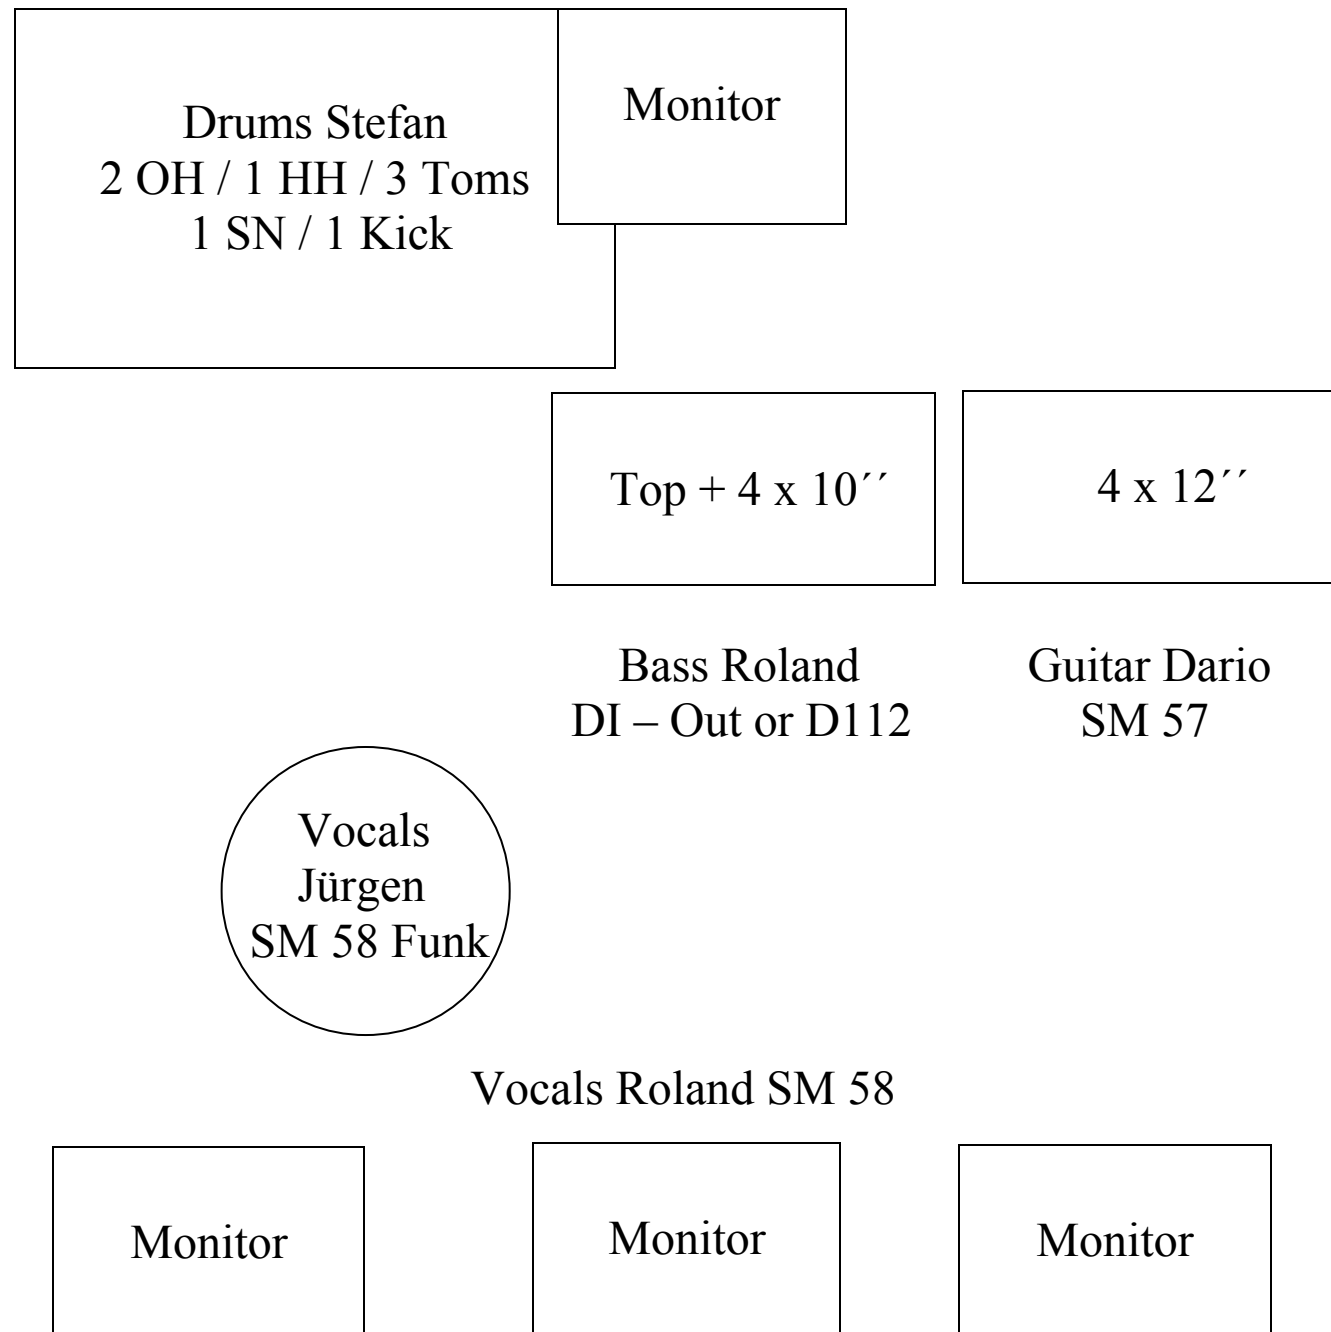 Drums Stefan
2 OH / 1 HH / 3 Toms
1 SN / 1 Kick
Monitor
Top + 4 x 10´´
4 x 12´´
Bass Roland
DI – Out or D112
Guitar Dario
SM 57
Vocals
Jürgen
SM 58 Funk
Vocals Roland SM 58
Monitor
Monitor
Monitor